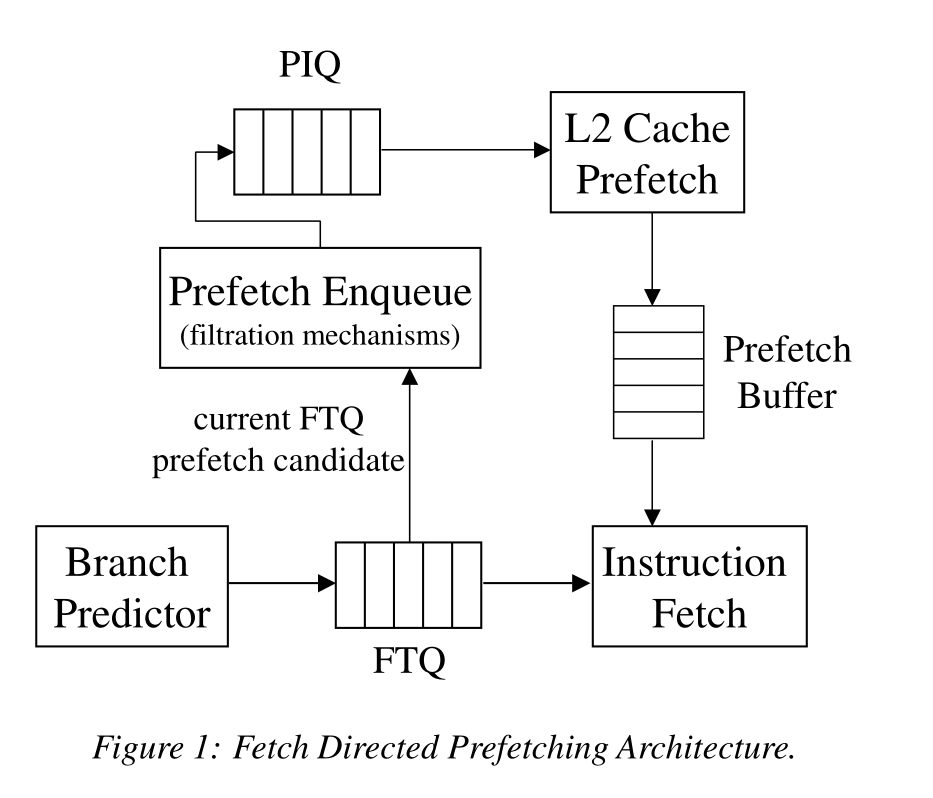 PIQ
L2 Cache
Prefetch
Prefetch Enqueue
(filtration mechanisms)
Prefetch
Buffer
current FTQ
prefetch candidate
Branch
Predictor
Instruction
Fetch
FTQ
Figure 1: Fetch Directed Prefetching Architecture.